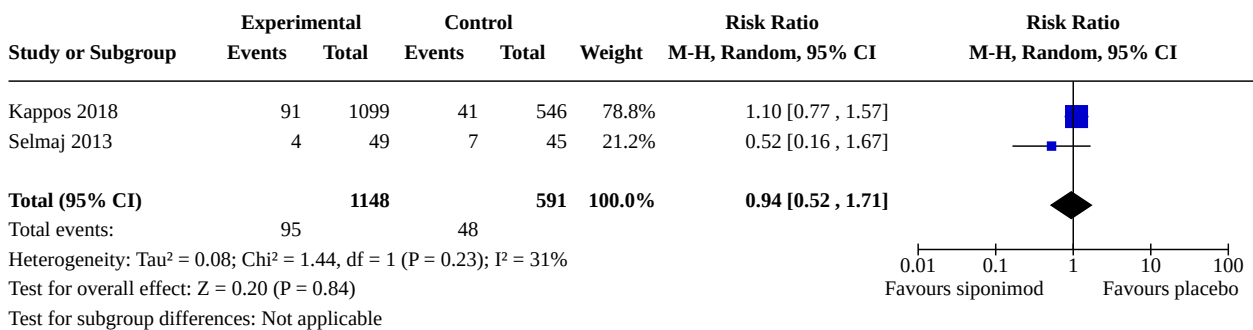 Experimental Control Risk Ratio Risk Ratio
Study or Subgroup Events Total Events Total Weight M-H, Random, 95% CI M-H, Random, 95% CI
Kappos 2018 91 1099 41 546 78.8% 1.10 [0.77 , 1.57]
Selmaj 2013 4 49 7 45 21.2% 0.52 [0.16 , 1.67]
Total (95% CI) 1148 591 100.0% 0.94 [0.52 , 1.71]
Total events: 95 48
Heterogeneity: Tau² = 0.08; Chi² = 1.44, df = 1 (P = 0.23); I² = 31%
0.01 0.1 1 10 100
Test for overall effect: Z = 0.20 (P = 0.84) Favours siponimod Favours placebo
Test for subgroup differences: Not applicable